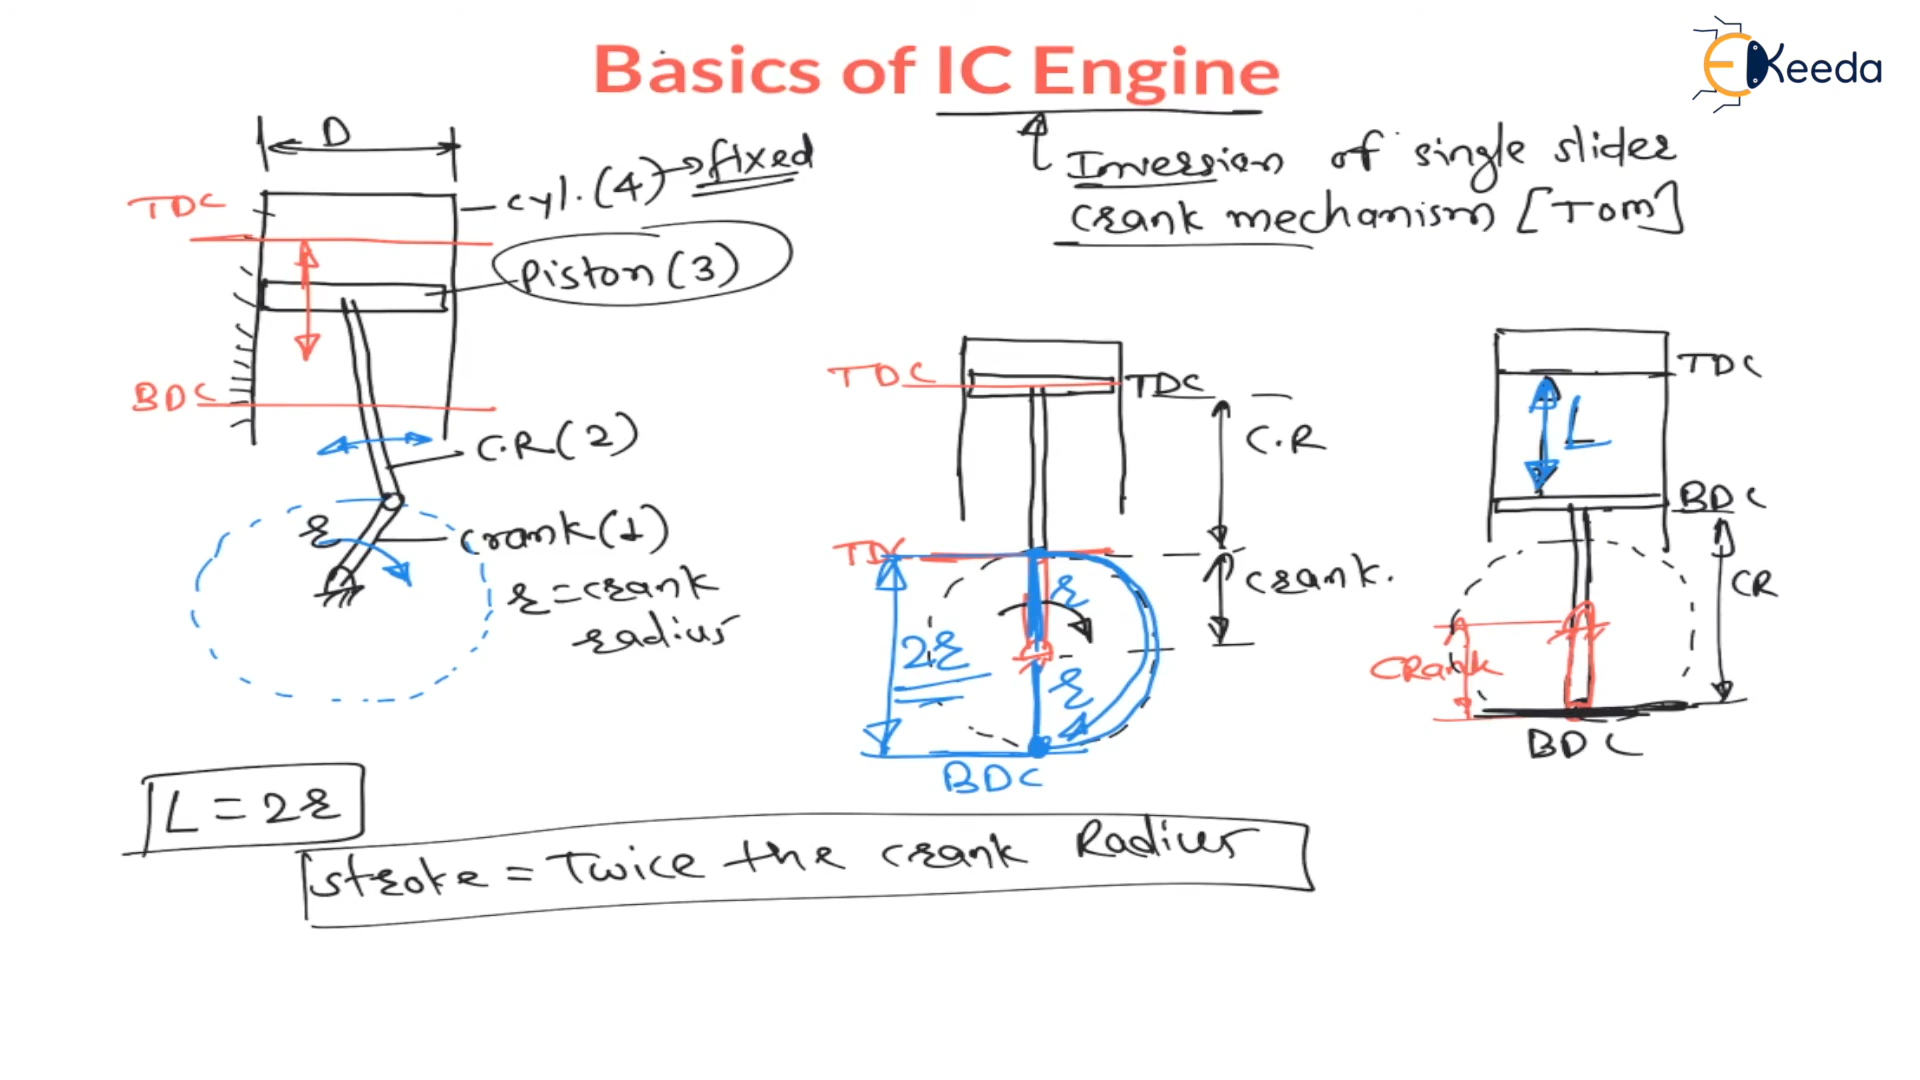 Basics of IC Engine
EKeeda
Inversion of single slider
crank mechanism [TOM]
D
TDC
cyl. (4) → fixed
piston (3)
BDC
C.R (2)
r
crank (1)
r = crank
radius
TDC
TDC
C.R
TDC
crank.
r
2r
r
BDC
TDC
L
BDC
CR
CRank
BDC
L = 2r
stroke = Twice the crank Radius